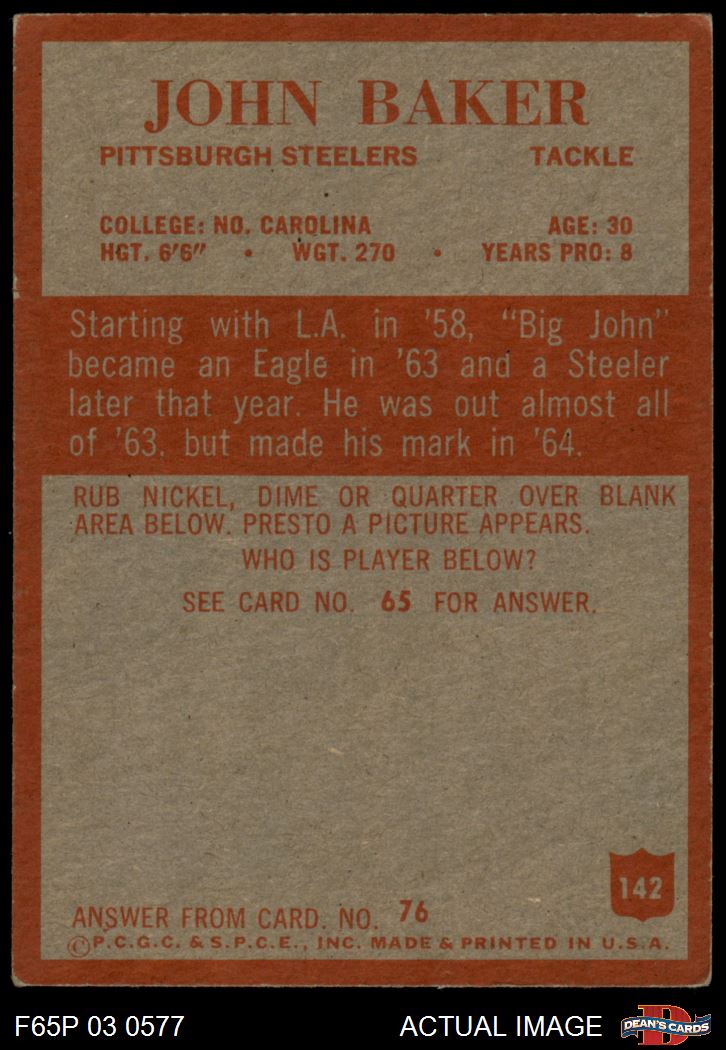 JOHN BAKER
PITTSBURGH STEELERS TACKLE
COLLEGE: NO. CAROLINA AGE: 30
HGT. 6'6" • WGT. 270 • YEARS PRO: 8
Starting with L.A. in '58, "Big John"
became an Eagle in '63 and a Steeler
later that year. He was out almost all
of '63. but made his mark in '64.
RUB NICKEL, DIME OR QUARTER OVER BLANK
AREA BELOW. PRESTO A PICTURE APPEARS.
WHO IS PLAYER BELOW?
SEE CARD NO. 65 FOR ANSWER.
142
ANSWER FROM CARD. NO. 76
©P.C.G.C. & S.P.C.E., INC. MADE & PRINTED IN U.S.A.
F65P 03 0577 ACTUAL IMAGE
D
DEAN'S CARDS